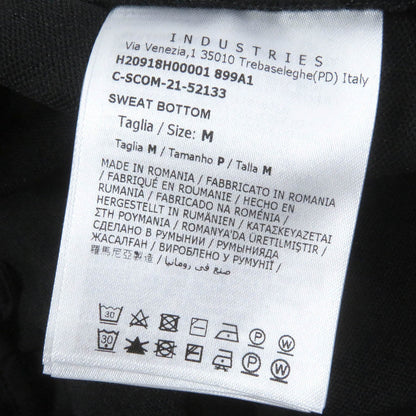 INDUSTRIES
Via Venezia,1 35010 Trebaseleghe(PD) Italy
H20918H00001 899A1
C-SCOM-21-52133
SWEAT BOTTOM
Taglia / Size: M
Taglia M / Tamanho P / Talla M
MADE IN ROMANIA / FABBRICATO IN ROMANIA
/ FABRIQUÉ EN ROUMANIE / HECHO EN
RUMANIA / FABRICADO NA ROMÉNIA /
HERGESTELLT IN RUMÄNIEN / ΚΑΤΑΣΚΕΥΑΖΕΤΑΙ
ΣΤΗ ΡΟΥΜΑΝΙΑ / ROMANYA'DA ÜRETILMIŞTIR /
СДЕЛАНО В РУМЫНИИ / РУМЫНИЯДА
ЖАСАЛҒАН / ВИРОБЛЕНО У РУМУНІЇ /
羅馬尼亞製造 / صنع في رومانيا
30 P W
30 P W